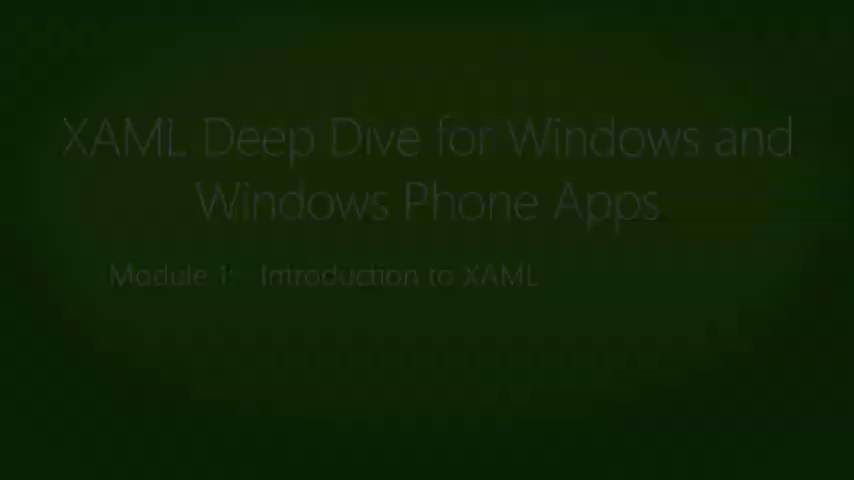 XAML Deep Dive for Windows and
Windows Phone Apps
Module 1: Introduction to XAML